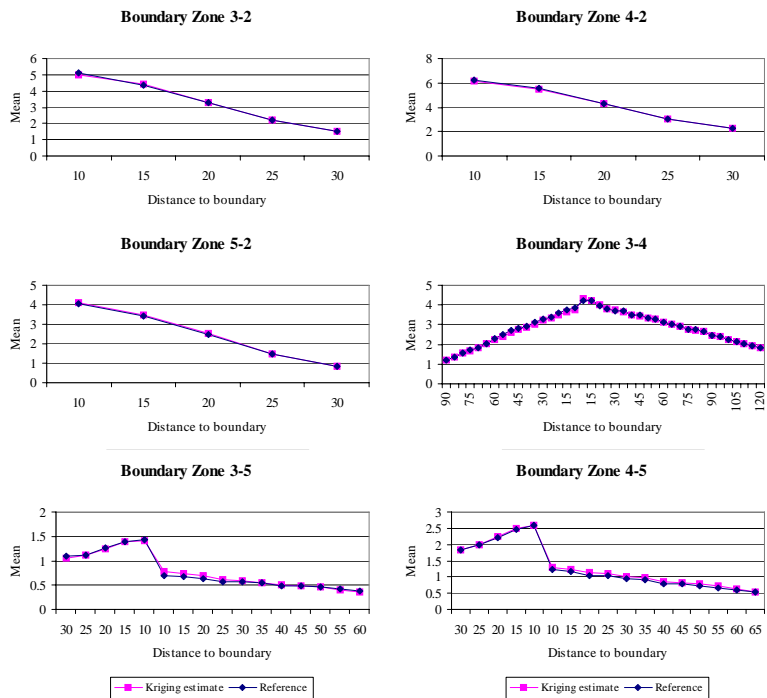 Boundary Zone 3-2
6
5
4
3
2
1
0
Mean
10 15 20 25 30
Distance to boundary
Boundary Zone 4-2
8
6
4
2
0
Mean
10 15 20 25 30
Distance to boundary
Boundary Zone 5-2
5
4
3
2
1
0
Mean
10 15 20 25 30
Distance to boundary
Boundary Zone 3-4
5
4
3
2
1
0
Mean
90 75 60 45 30 15 15 30 45 60 75 90 105 120
Distance to boundary
Boundary Zone 3-5
2
1.5
1
0.5
0
Mean
30 25 20 15 10 10 15 20 25 30 35 40 45 50 55 60
Distance to boundary
Kriging estimate Reference
Boundary Zone 4-5
3
2.5
2
1.5
1
0.5
0
Mean
30 25 20 15 10 10 15 20 25 30 35 40 45 50 55 60 65
Distance to boundary
Kriging estimate Reference